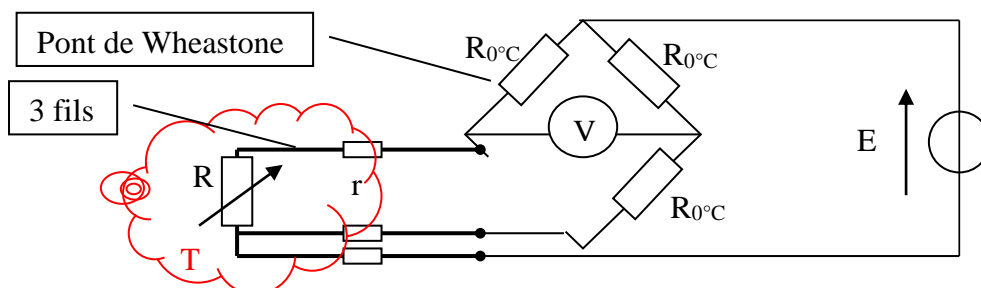 Pont de Wheastone
3 fils
R0°C
R0°C
V
E
R
r
R0°C
T